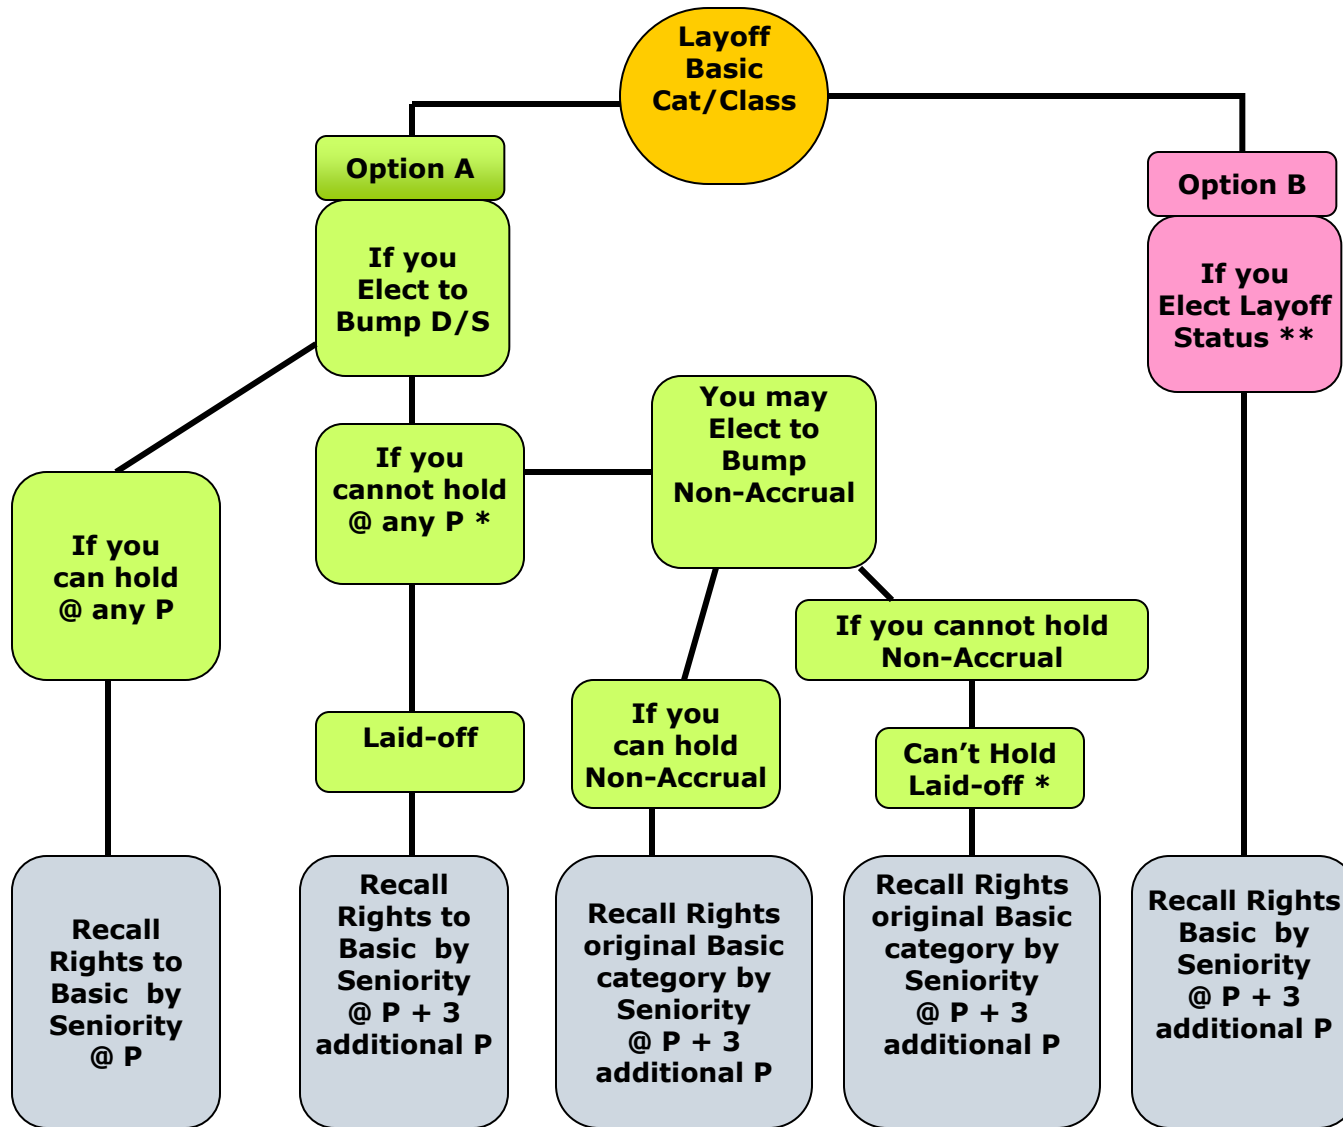 Layoff
Basic
Cat/Class
Option A
If you
Elect to
Bump D/S
Option B
If you
Elect Layoff
Status **
If you
can hold
@ any P
If you
cannot hold
@ any P *
You may
Elect to
Bump
Non-Accrual
If you cannot hold
Non-Accrual
Laid-off
If you
can hold
Non-Accrual
Can’t Hold
Laid-off *
Recall
Rights to
Basic by
Seniority
@ P
Recall
Rights to
Basic by
Seniority
@ P + 3
additional P
Recall Rights
original Basic
category by
Seniority
@ P + 3
additional P
Recall Rights
original Basic
category by
Seniority
@ P + 3
additional P
Recall Rights
Basic by
Seniority
@ P + 3
additional P